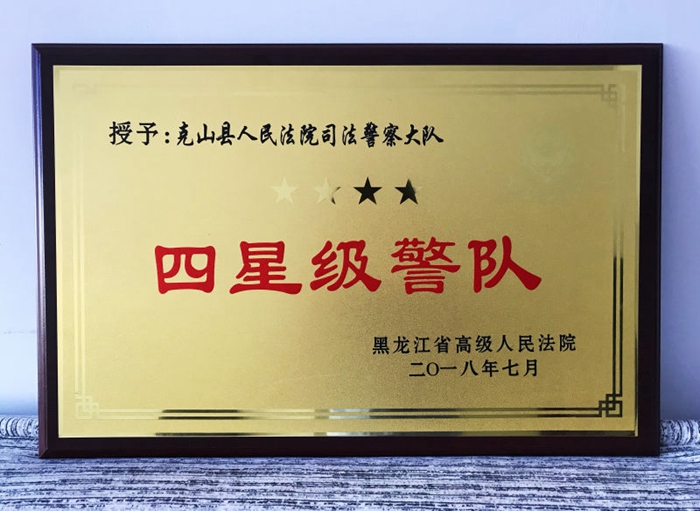 授予：克山县人民法院司法警察大队
★★★★
四星级警队
黑龙江省高级人民法院
二〇一八年七月